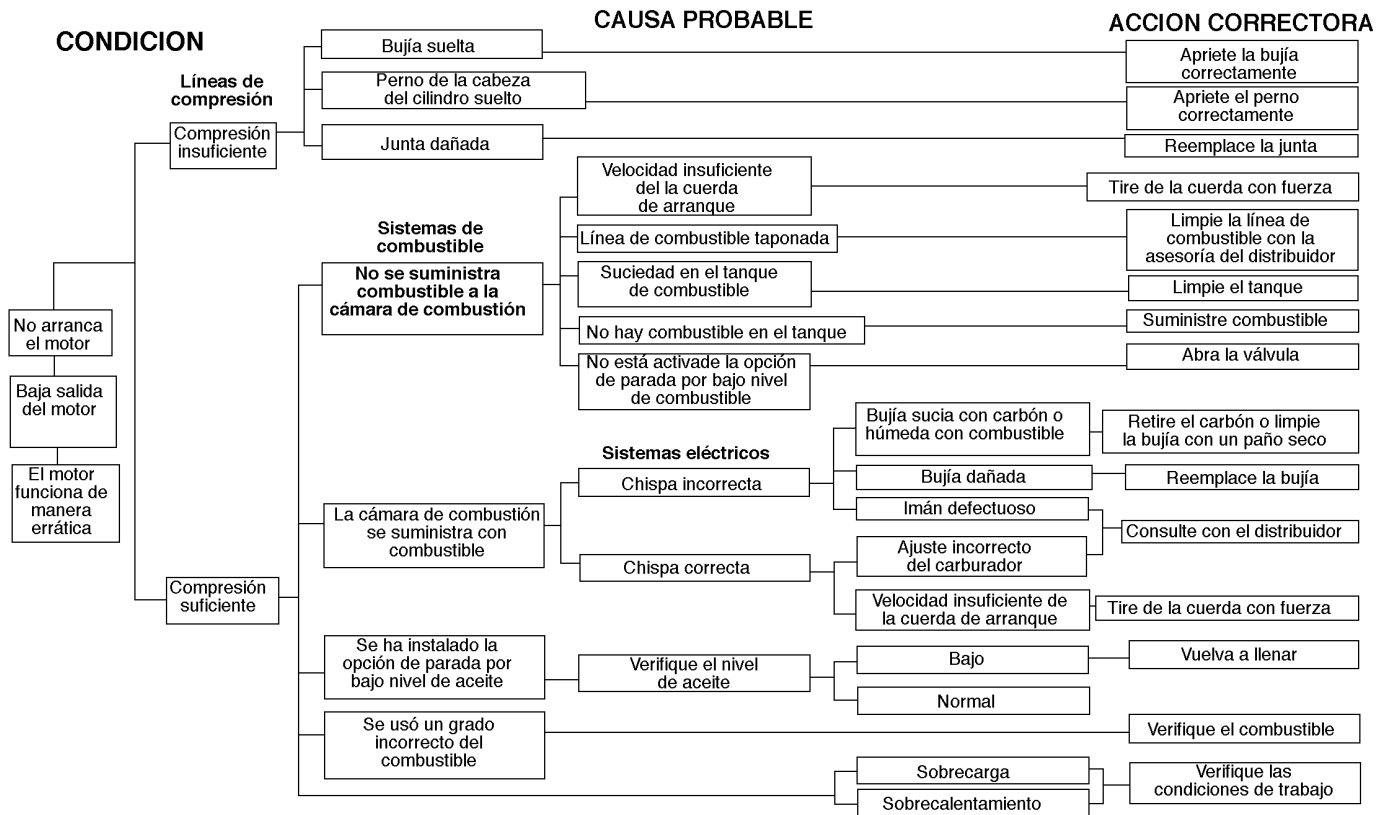 CONDICION
CAUSA PROBABLE
ACCION CORRECTORA
No arranca
el motor
Baja salida
del motor
El motor
funciona de
manera
errática
Líneas de
compresión
Compresión
insuficiente
Bujía suelta
Apriete la bujía
correctamente
Perno de la cabeza
del cilindro suelto
Apriete el perno
correctamente
Junta dañada
Reemplace la junta
Compresión
suficiente
Sistemas de
combustible
No se suministra
combustible a la
cámara de combustión
Velocidad insuficiente
del la cuerda
de arranque
Tire de la cuerda con fuerza
Línea de combustible taponada
Limpie la línea de
combustible con la
asesoría del distribuidor
Suciedad en el tanque
de combustible
Limpie el tanque
No hay combustible en el tanque
Suministre combustible
No está activade la opción
de parada por bajo nivel
de combustible
Abra la válvula
La cámara de combustión
se suministra con
combustible
Sistemas eléctricos
Chispa incorrecta
Bujía sucia con carbón o
húmeda con combustible
Retire el carbón o limpie
la bujía con un paño seco
Bujía dañada
Reemplace la bujía
Imán defectuoso
Consulte con el distribuidor
Chispa correcta
Ajuste incorrecto
del carburador
Velocidad insuficiente de
la cuerda de arranque
Tire de la cuerda con fuerza
Se ha instalado la
opción de parada por
bajo nivel de aceite
Verifique el nivel
de aceite
Bajo
Vuelva a llenar
Normal
Se usó un grado
incorrecto del
combustible
Verifique el combustible
Sobrecarga
Sobrecalentamiento
Verifique las
condiciones de trabajo